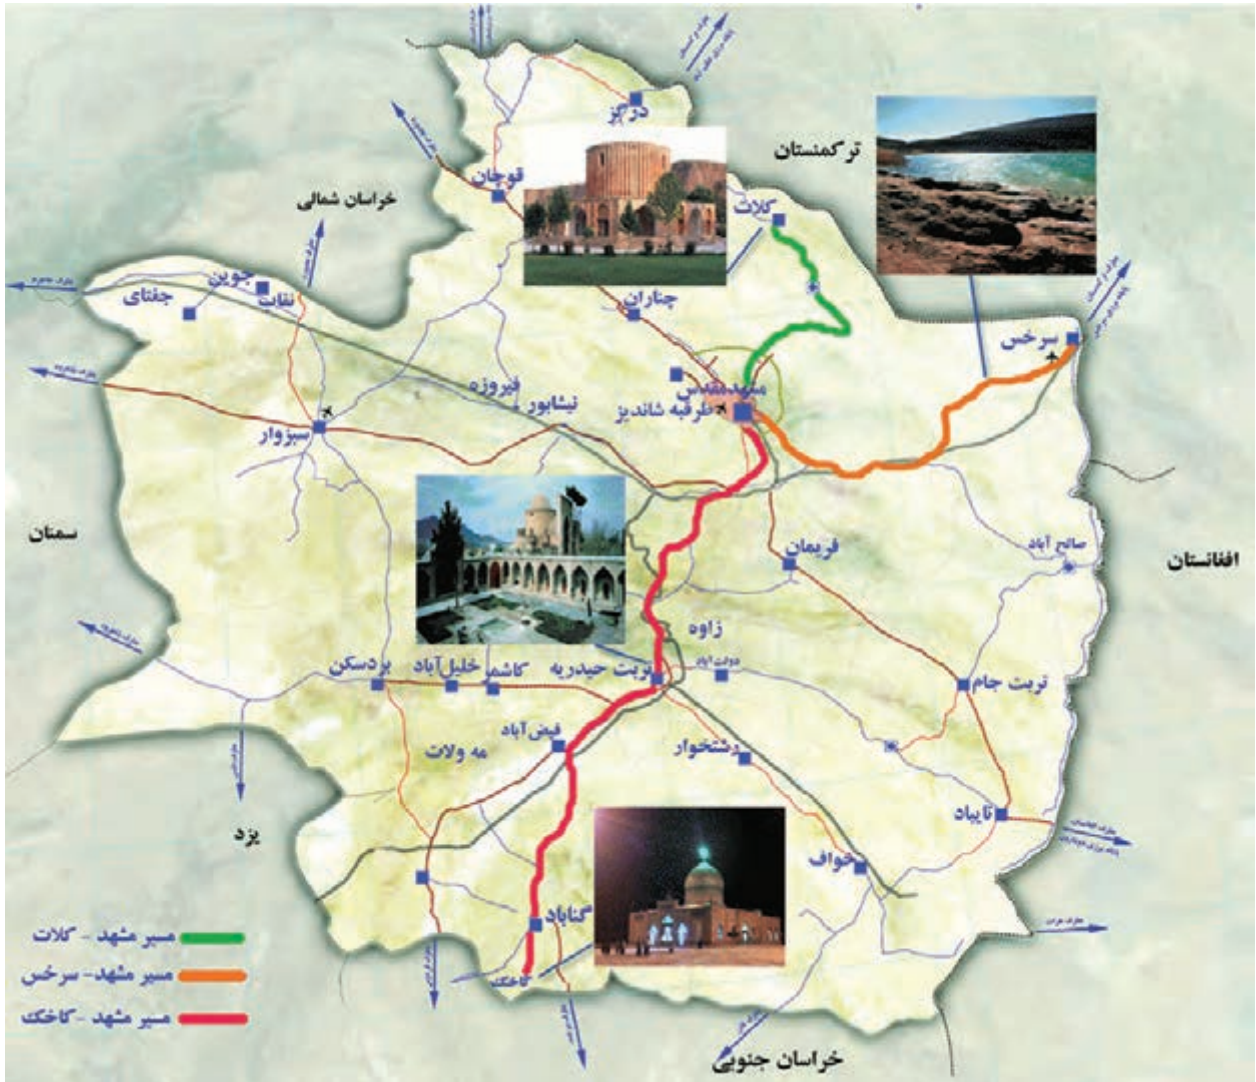 درگز
ترکمنستان
قوچان
خراسان شمالی
کلات
جوین
نقاب
جغتای
چناران
سرخس
مشهدمقدس
طرقبه شاندیز
فیروزه
نیشابور
سبزوار
سمنان
فریمان
صالح آباد
افغانستان
زاوه
دولت آباد
تربت حیدریه
کاشمر
خلیل‌آباد
بردسکن
تربت جام
فیض آباد
مه ولات
رشتخوار
تایباد
یزد
خواف
گناباد
کاخک
خراسان جنوبی
مسیر مشهد - کلات
مسیر مشهد - سرخس
مسیر مشهد - کاخک